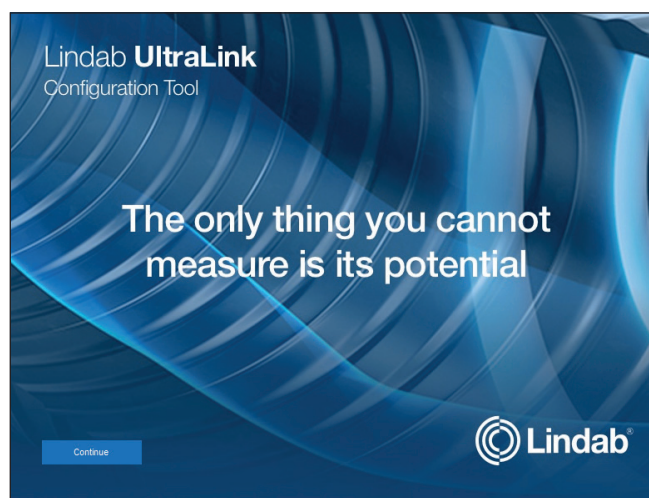 Lindab UltraLink
Configuration Tool
The only thing you cannot
measure is its potential
Continue
Lindab®